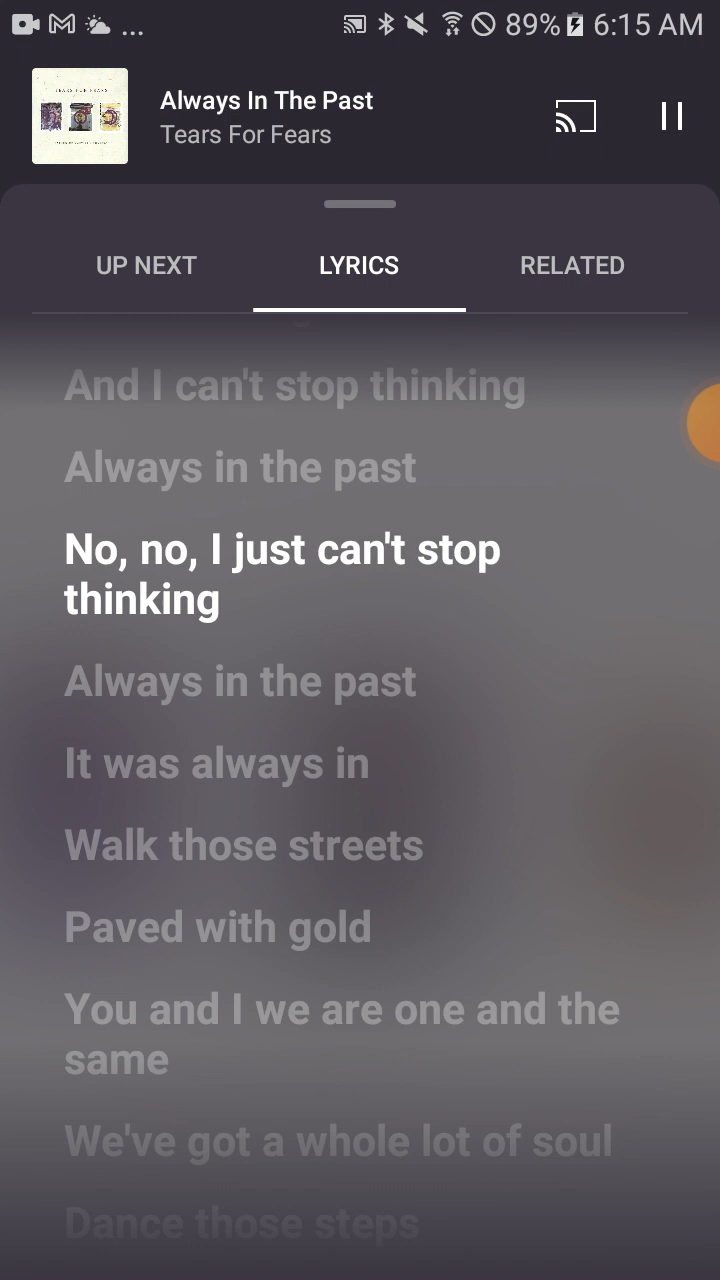 ... 89% 6:15 AM
TEARS FOR FEARS
Always In The Past
Tears For Fears
UP NEXT LYRICS RELATED
And I can't stop thinking
Always in the past
No, no, I just can't stop
thinking
Always in the past
It was always in
Walk those streets
Paved with gold
You and I we are one and the
same
We've got a whole lot of soul
Dance those steps